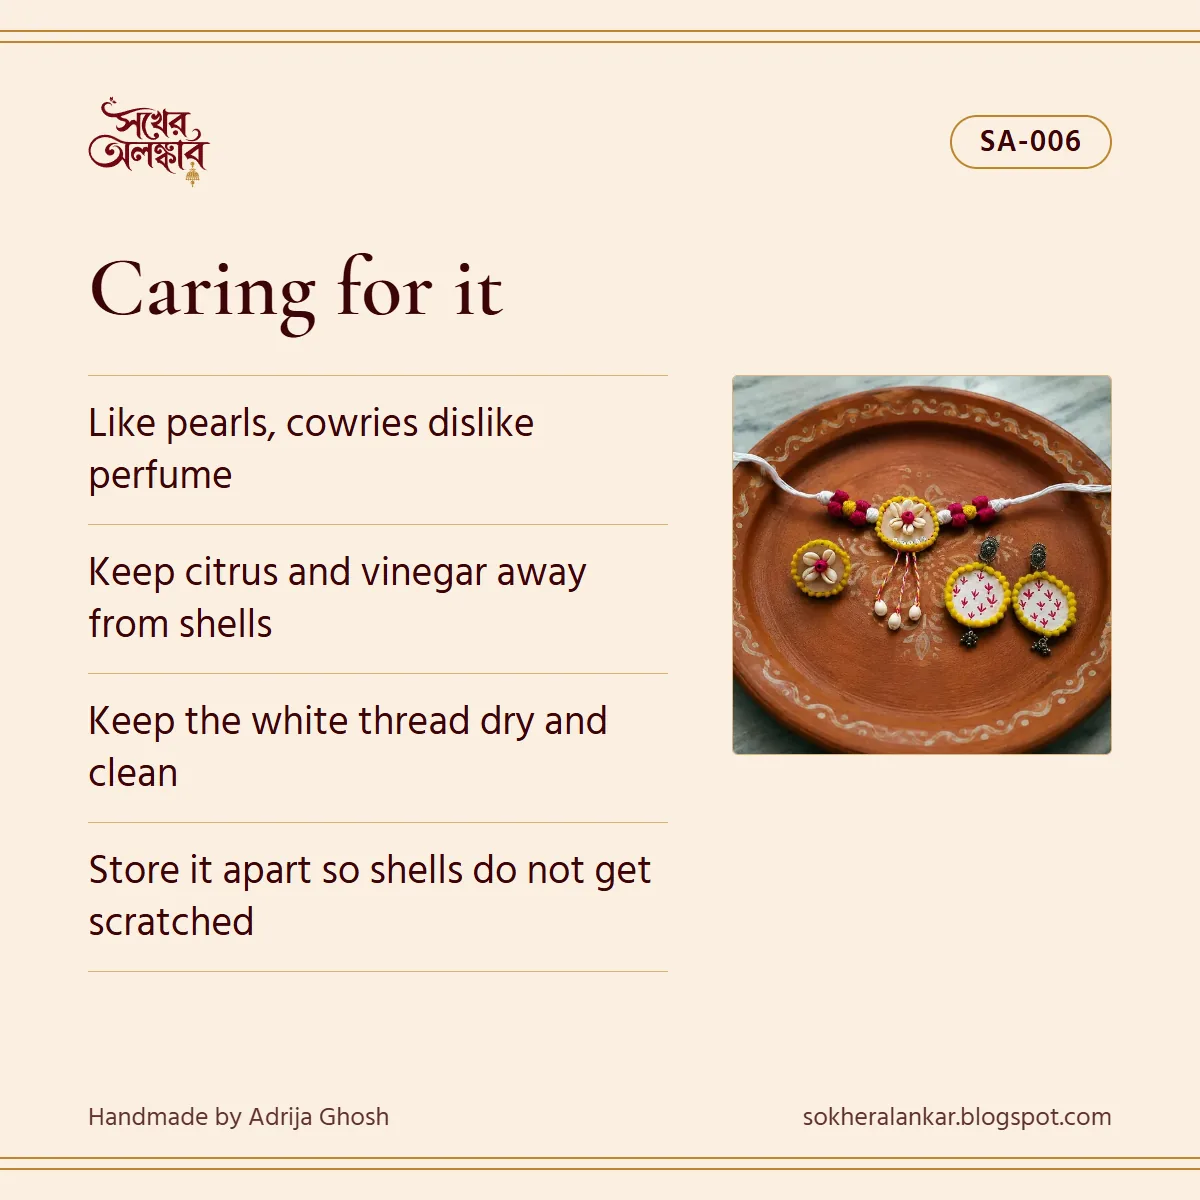 সখের
অলঙ্কার
SA-006
Caring for it
Like pearls, cowries dislike
perfume
Keep citrus and vinegar away
from shells
Keep the white thread dry and
clean
Store it apart so shells do not get
scratched
Handmade by Adrija Ghosh
sokheralankar.blogspot.com